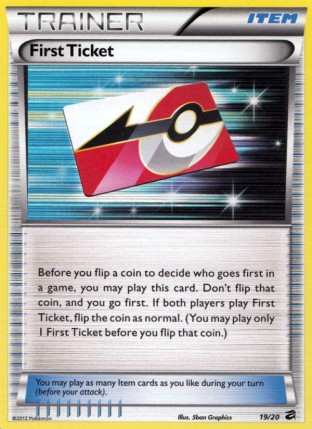 TRAINER
ITEM
First Ticket
Before you flip a coin to decide who goes first in
a game, you may play this card. Don't flip that
coin, and you go first. If both players play First
Ticket, flip the coin as normal. (You may play only
1 First Ticket before you flip that coin.)
You may play as many Item cards as you like during your turn
(before your attack).
©2012 Pokémon
Illus. 5ban Graphics
19/20